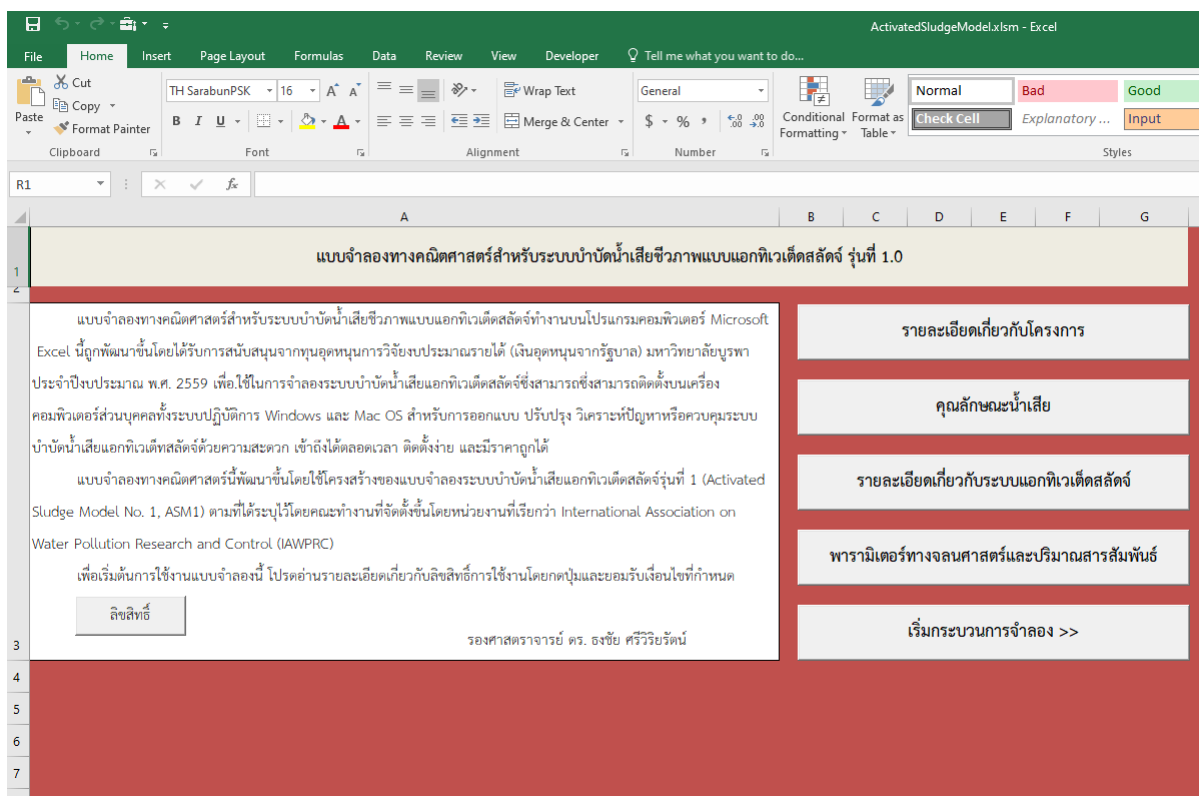 ActivatedSludgeModel.xlsm - Excel
File Home Insert Page Layout Formulas Data Review View Developer Tell me what you want to do...
Cut
Copy
Format Painter
Paste
TH SarabunPSK 16 A A
B I U A
Wrap Text
Merge & Center
General
$ % , .0 .00 .00 .0
Conditional Formatting
Format as Table
Normal Bad Good
Check Cell Explanatory ... Input
Clipboard Font Alignment Number Styles
R1 fx
A B C D E F G
1
แบบจำลองทางคณิตศาสตร์สำหรับระบบบำบัดน้ำเสียชีวภาพแบบแอกทิเวเต็ดสลัดจ์ รุ่นที่ 1.0
2
แบบจำลองทางคณิตศาสตร์สำหรับระบบบำบัดน้ำเสียชีวภาพแบบแอกทิเวเต็ดสลัดจ์ทำงานบนโปรแกรมคอมพิวเตอร์ Microsoft
Excel นี้ถูกพัฒนาขึ้นโดยได้รับการสนับสนุนจากทุนอุดหนุนการวิจัยงบประมาณรายได้ (เงินอุดหนุนจากรัฐบาล) มหาวิทยาลัยบูรพา
ประจำปีงบประมาณ พ.ศ. 2559 เพื่อ.ใช้ในการจำลองระบบบำบัดน้ำเสียแอกทิเวเต็ดสลัดจ์ซึ่งสามารถซึ่งสามารถติดตั้งบนเครื่อง
คอมพิวเตอร์ส่วนบุคคลทั้งระบบปฏิบัติการ Windows และ Mac OS สำหรับการออกแบบ ปรับปรุง วิเคราะห์ปัญหาหรือควบคุมระบบ
บำบัดน้ำเสียแอกทิเวเต็ทสลัดจ์ด้วยความสะดวก เข้าถึงได้ตลอดเวลา ติดตั้งง่าย และมีราคาถูกได้
แบบจำลองทางคณิตศาสตร์นี้พัฒนาขึ้นโดยใช้โครงสร้างของแบบจำลองระบบบำบัดน้ำเสียแอกทิเวเต็ดสลัดจ์รุ่นที่ 1 (Activated
Sludge Model No. 1, ASM1) ตามที่ได้ระบุไว้โดยคณะทำงานที่จัดตั้งขึ้นโดยหน่วยงานที่เรียกว่า International Association on
Water Pollution Research and Control (IAWPRC)
เพื่อเริ่มต้นการใช้งานแบบจำลองนี้ โปรดอ่านรายละเอียดเกี่ยวกับลิขสิทธิ์การใช้งานโดยกดปุ่มและยอมรับเงื่อนไขที่กำหนด
ลิขสิทธิ์
รองศาสตราจารย์ ดร. ธงชัย ศรีวิริยรัตน์
รายละเอียดเกี่ยวกับโครงการ
คุณลักษณะน้ำเสีย
รายละเอียดเกี่ยวกับระบบแอกทิเวเต็ดสลัดจ์
พารามิเตอร์ทางจลนศาสตร์และปริมาณสารสัมพันธ์
เริ่มกระบวนการจำลอง >>
3
4
5
6
7